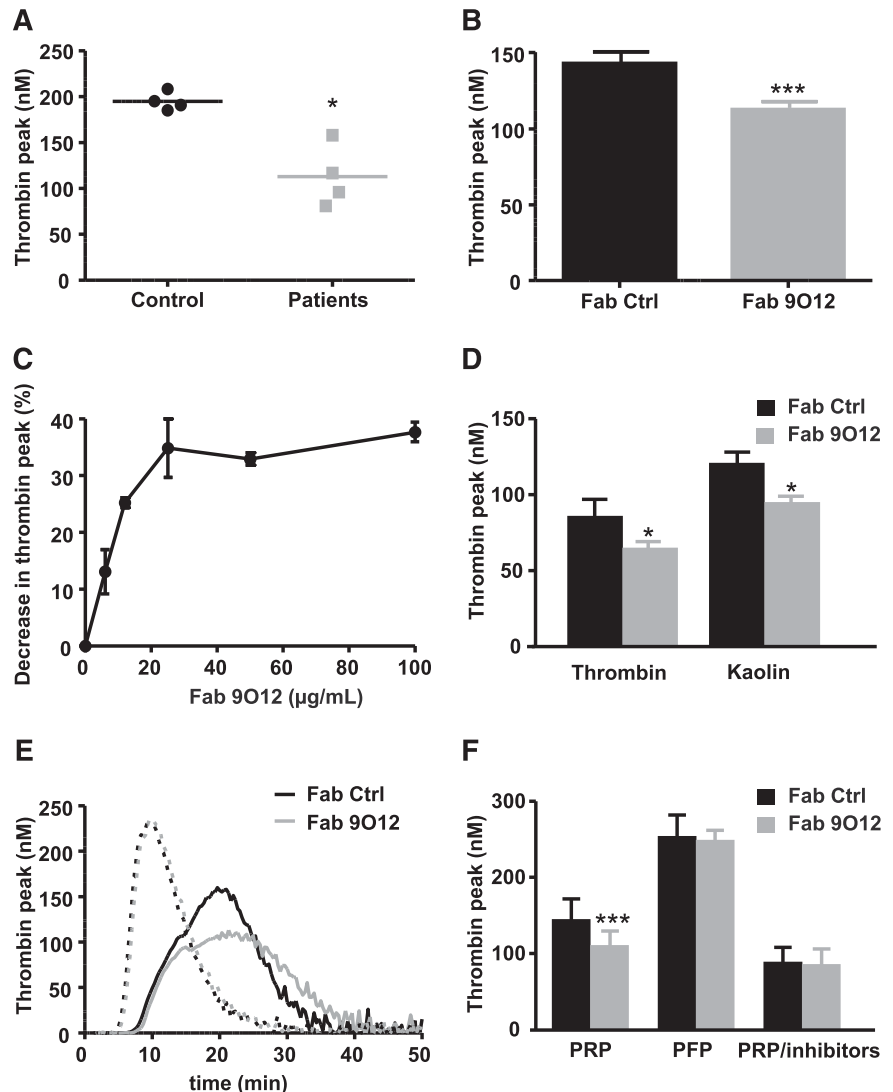 A
Thrombin peak (nM)
250
200
150
100
50
0
*
Control Patients
B
Thrombin peak (nM)
150
100
50
0
***
Fab Ctrl Fab 9O12
C
Decrease in thrombin peak (%)
40
30
20
10
0
0 20 40 60 80 100
Fab 9O12 (µg/mL)
D
Thrombin peak (nM)
150
100
50
0
Fab Ctrl
Fab 9O12
* *
Thrombin Kaolin
E
Thrombin peak (nM)
250
200
150
100
50
0
Fab Ctrl
Fab 9O12
0 10 20 30 40 50
time (min)
F
Thrombin peak (nM)
300
200
100
0
Fab Ctrl
Fab 9O12
***
PRP PFP PRP/inhibitors